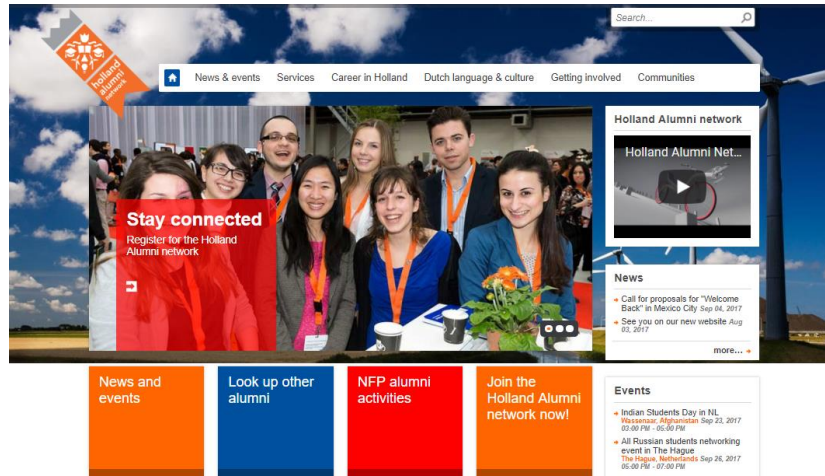 Search...
holland
alumni
network
News & events Services Career in Holland Dutch language & culture Getting involved Communities
Stay connected
Register for the Holland
Alumni network
Holland Alumni network
Holland Alumni Net...
News
Call for proposals for "Welcome
Back" in Mexico City Sep 04, 2017
See you on our new website Aug
03, 2017
more...
News and
events
Look up other
alumni
NFP alumni
activities
Join the
Holland Alumni
network now!
Events
Indian Students Day in NL
Wassenaar, Afghanistan Sep 23, 2017
03:00 PM - 05:00 PM
All Russian students networking
event in The Hague
The Hague, Netherlands Sep 26, 2017
05:00 PM - 07:00 PM